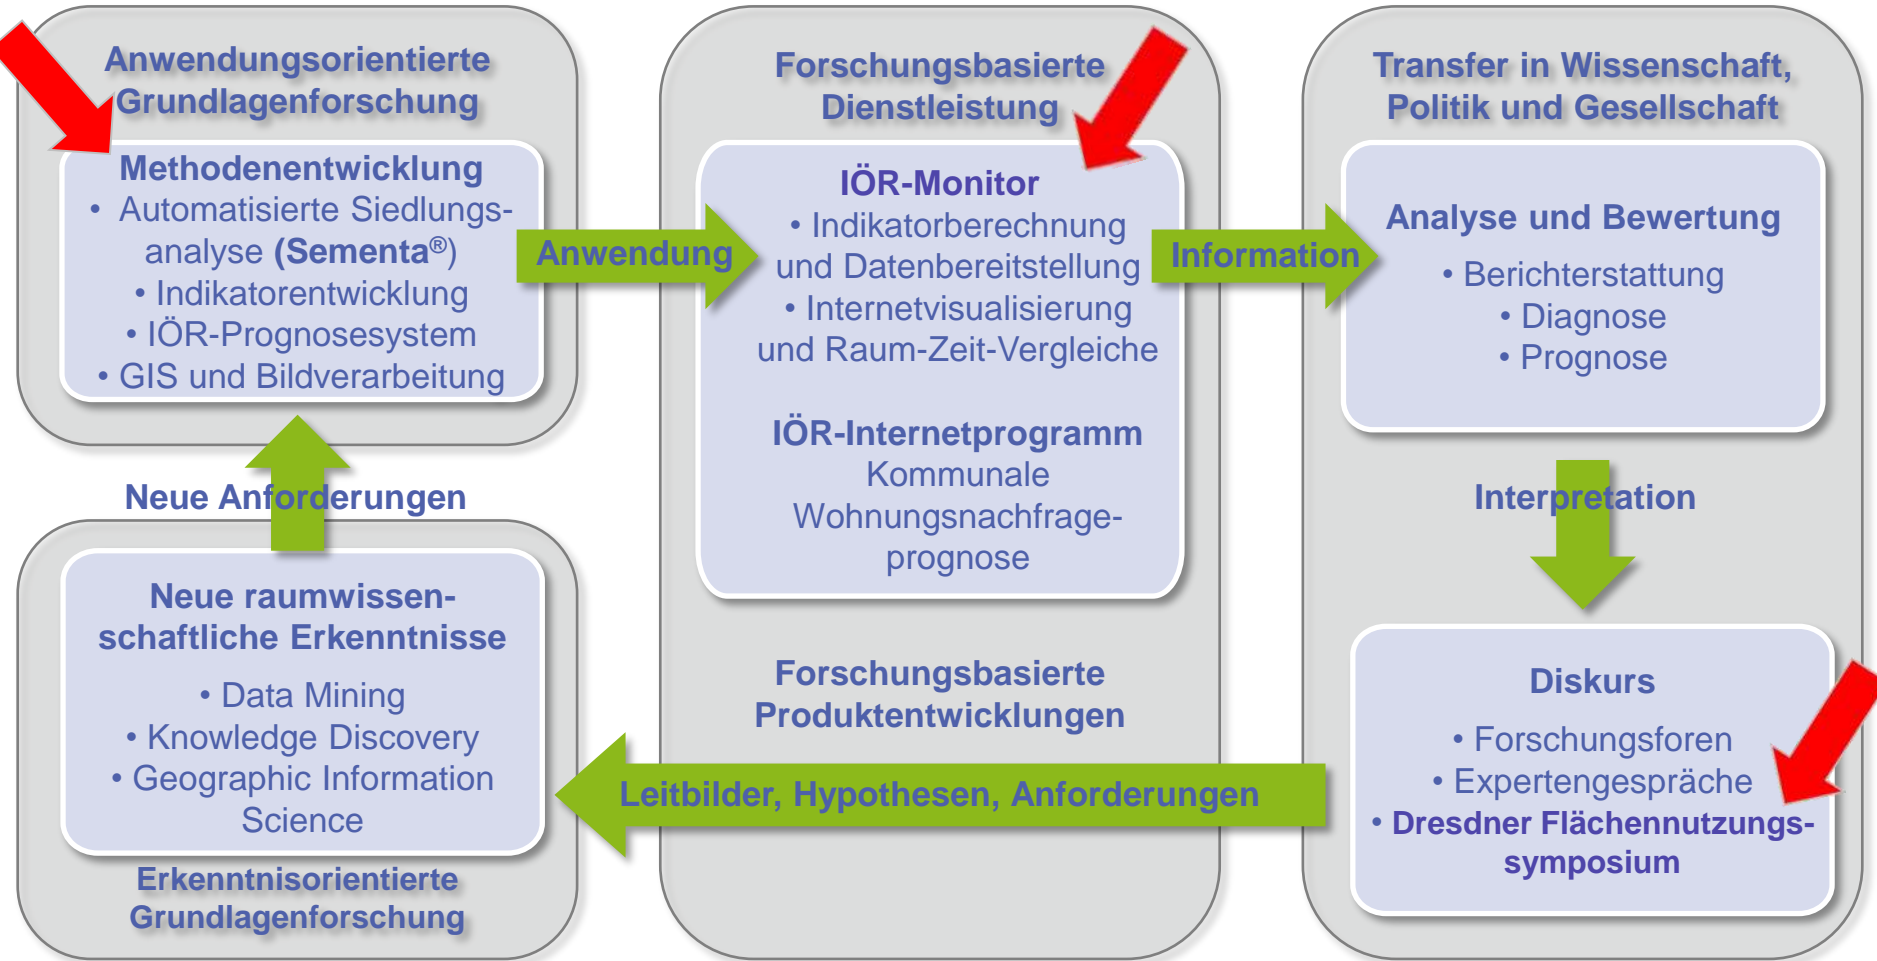 Anwendungsorientierte
Grundlagenforschung
Methodenentwicklung
• Automatisierte Siedlungs-
analyse (Sementa®)
• Indikatorentwicklung
• IÖR-Prognosesystem
• GIS und Bildverarbeitung
Anwendung
Forschungsbasierte
Dienstleistung
IÖR-Monitor
• Indikatorberechnung
und Datenbereitstellung
• Internetvisualisierung
und Raum-Zeit-Vergleiche
IÖR-Internetprogramm
Kommunale
Wohnungsnachfrage-
prognose
Forschungsbasierte
Produktentwicklungen
Information
Transfer in Wissenschaft,
Politik und Gesellschaft
Analyse und Bewertung
• Berichterstattung
• Diagnose
• Prognose
Interpretation
Diskurs
• Forschungsforen
• Expertengespräche
• Dresdner Flächennutzungs-
symposium
Leitbilder, Hypothesen, Anforderungen
Neue raumwissen-
schaftliche Erkenntnisse
• Data Mining
• Knowledge Discovery
• Geographic Information
Science
Erkenntnisorientierte
Grundlagenforschung
Neue Anforderungen